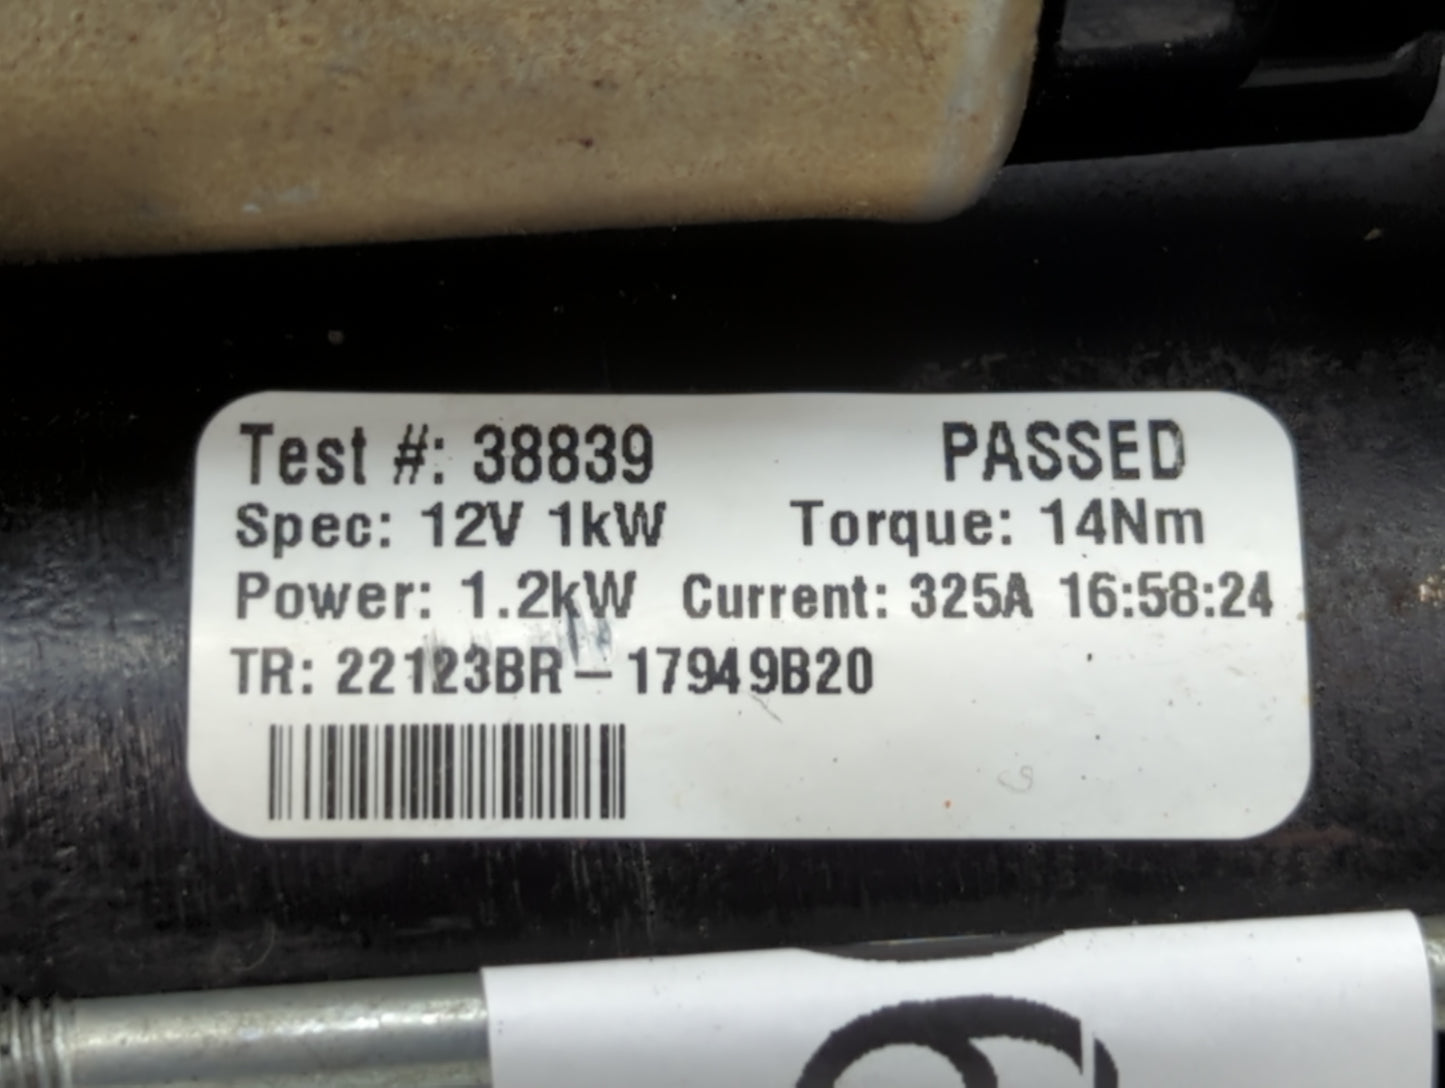 Test #: 38839 PASSED
Spec: 12V 1kW Torque: 14Nm
Power: 1.2kW Current: 325A 16:58:24
TR: 22123BR – 17949B20